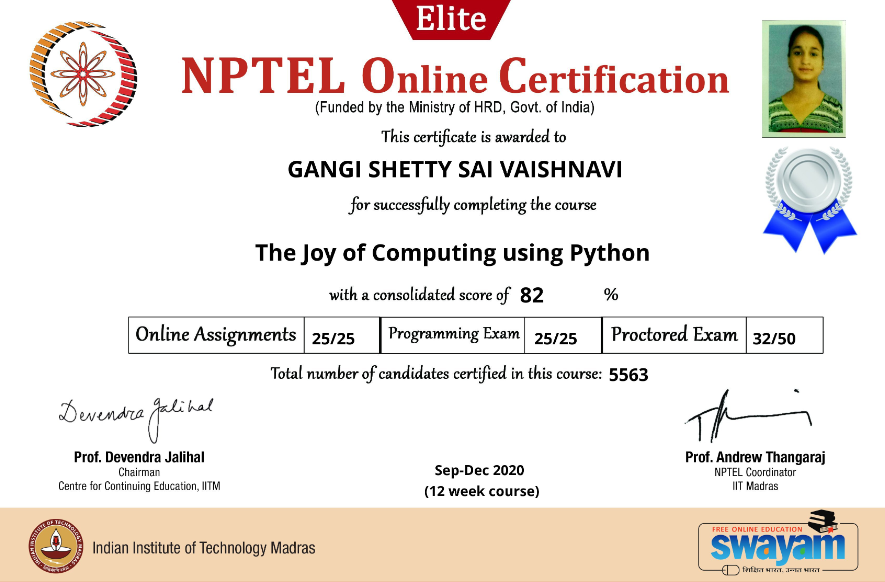 Elite
NPTEL Online Certification
(Funded by the Ministry of HRD, Govt. of India)
This certificate is awarded to
GANGI SHETTY SAI VAISHNAVI
for successfully completing the course
The Joy of Computing using Python
with a consolidated score of 82 %
Online Assignments 25/25 Programming Exam 25/25 Proctored Exam 32/50
Total number of candidates certified in this course: 5563
Devendra Jalihal
Prof. Devendra Jalihal
Chairman
Centre for Continuing Education, IITM
Sep-Dec 2020
(12 week course)
Prof. Andrew Thangaraj
NPTEL Coordinator
IIT Madras
Indian Institute of Technology Madras
FREE ONLINE EDUCATION
swayam
शिक्षित भारत, उन्नत भारत